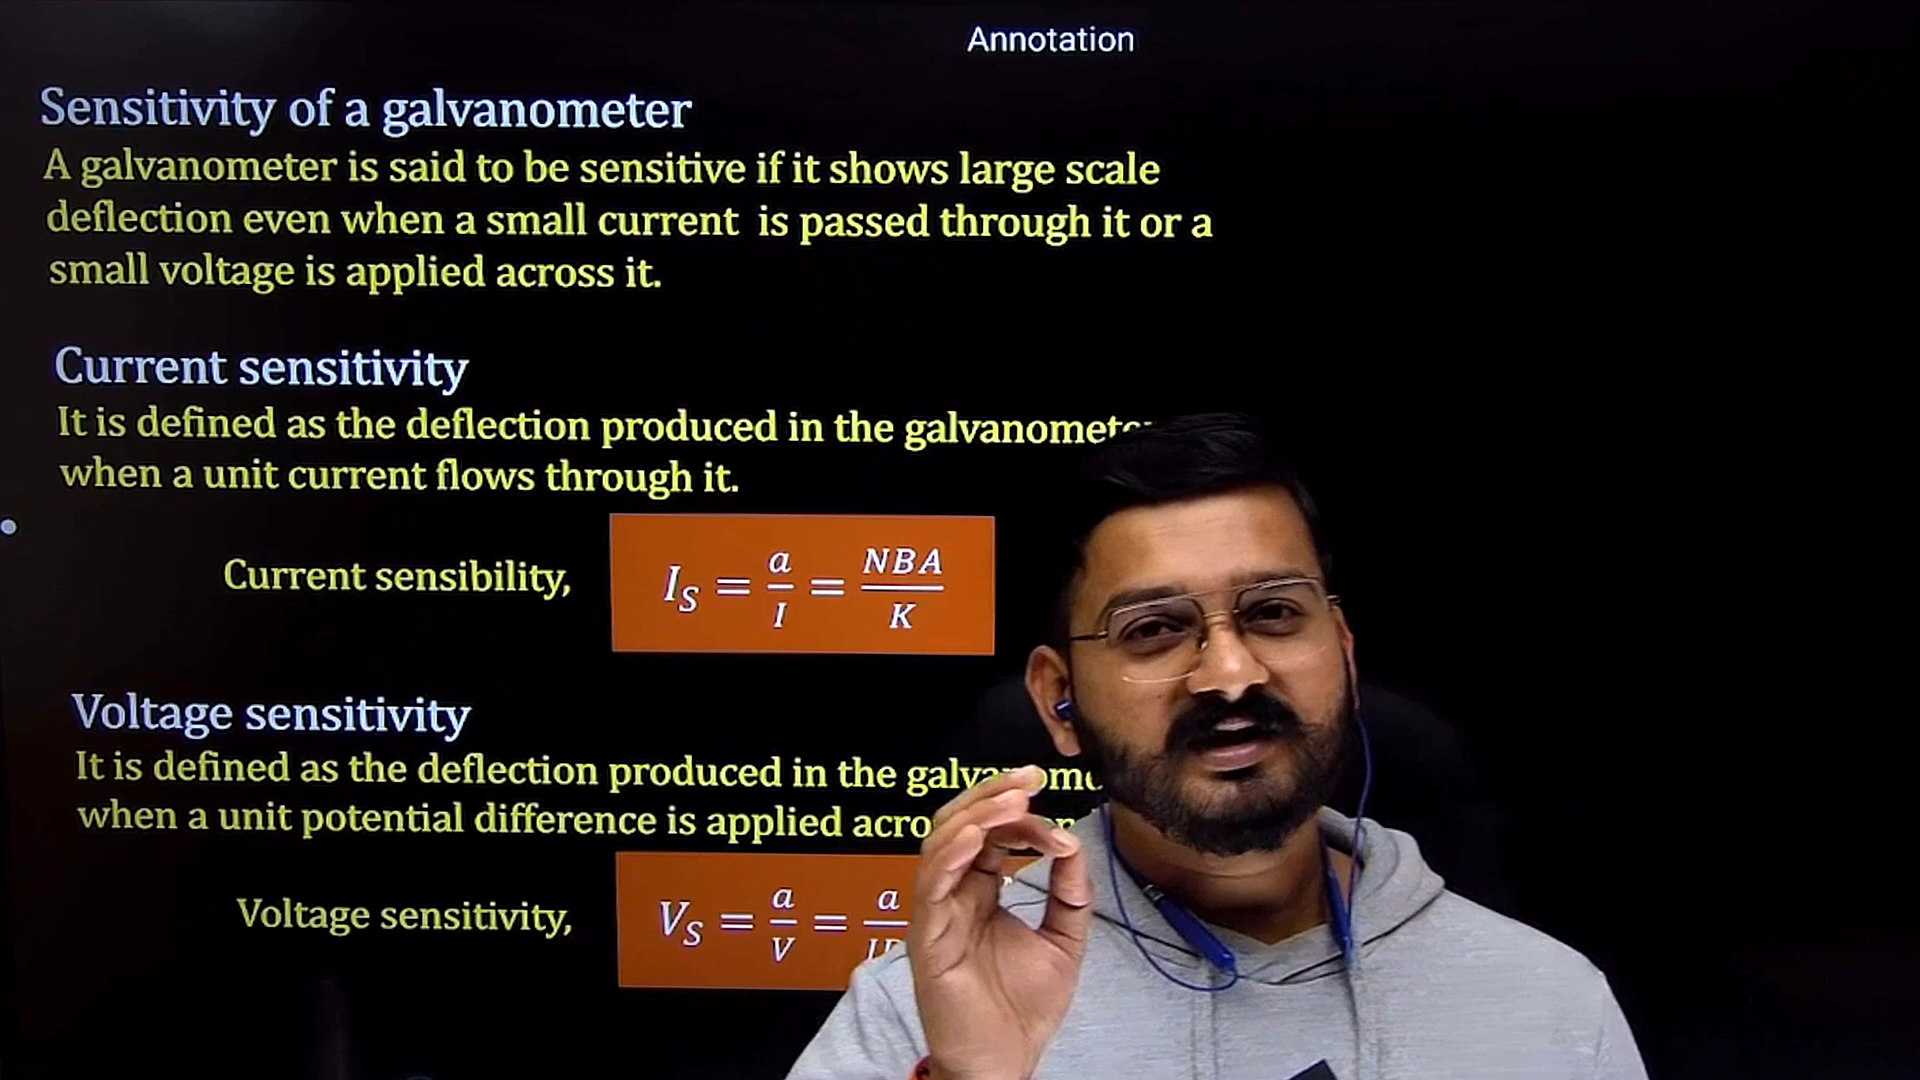 Annotation
Sensitivity of a galvanometer
A galvanometer is said to be sensitive if it shows large scale
deflection even when a small current is passed through it or a
small voltage is applied across it.
Current sensitivity
It is defined as the deflection produced in the
when a unit current flows through it.
Current sensibility, I_S = a/I = NBA/K
Voltage sensitivity
It is defined as the deflection produced in the
when a unit potential difference is applied
Voltage sensitivity, V_S = a/V = a